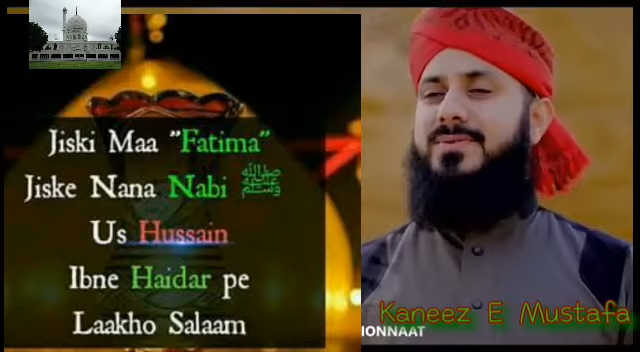 Jiski Maa "Fatima"
Jiske Nana Nabi ﷺ
Us Hussain
Ibne Haidar pe
Laakho Salaam
Kaneez E Mustafa
IONNAAT